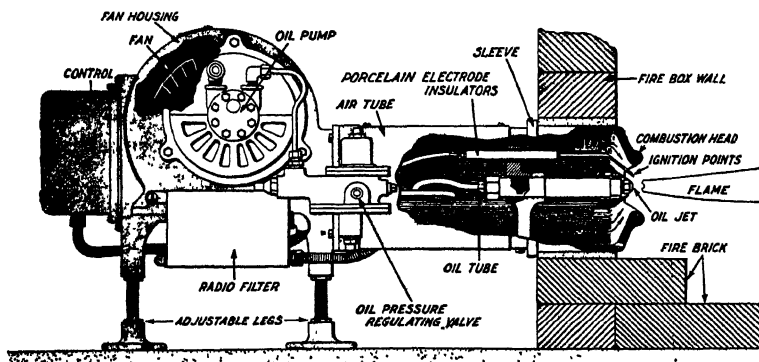 FAN HOUSING
FAN
OIL PUMP
CONTROL
SLEEVE
PORCELAIN ELECTRODE
INSULATORS
AIR TUBE
FIRE BOX WALL
COMBUSTION HEAD
IGNITION POINTS
FLAME
OIL JET
OIL TUBE
FIRE BRICK
RADIO FILTER
ADJUSTABLE LEGS
OIL PRESSURE
REGULATING VALVE